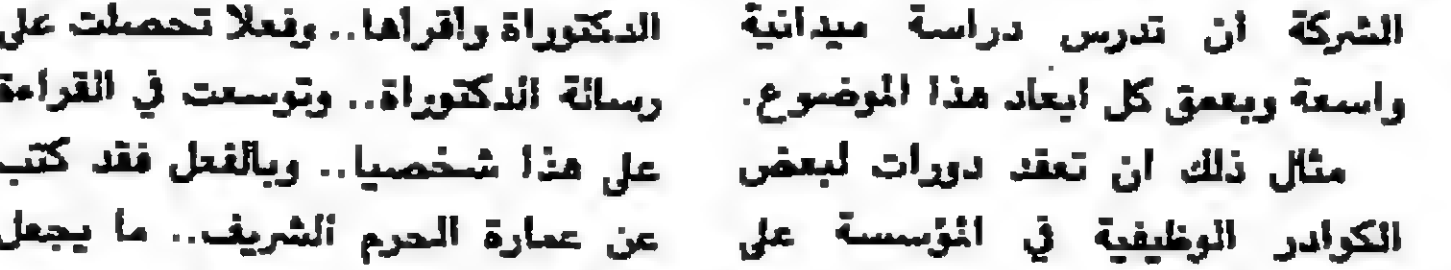 الشركة أن تدرس دراسة ميدانية
واسعة وبعمق كل ابعاد هذا الموضوع.
مثال ذلك ان تعقد دورات لبعض
الكوادر الوظيفية في المؤسسة على
الدكتوراة واقراها.. وفعلا تحصلت على
رسالة الدكتوراة.. وتوسعت في القراءة
على هذا شخصيا.. وبالفعل فقد كتب
عن عمارة الحرم الشريف.. ما يجعل